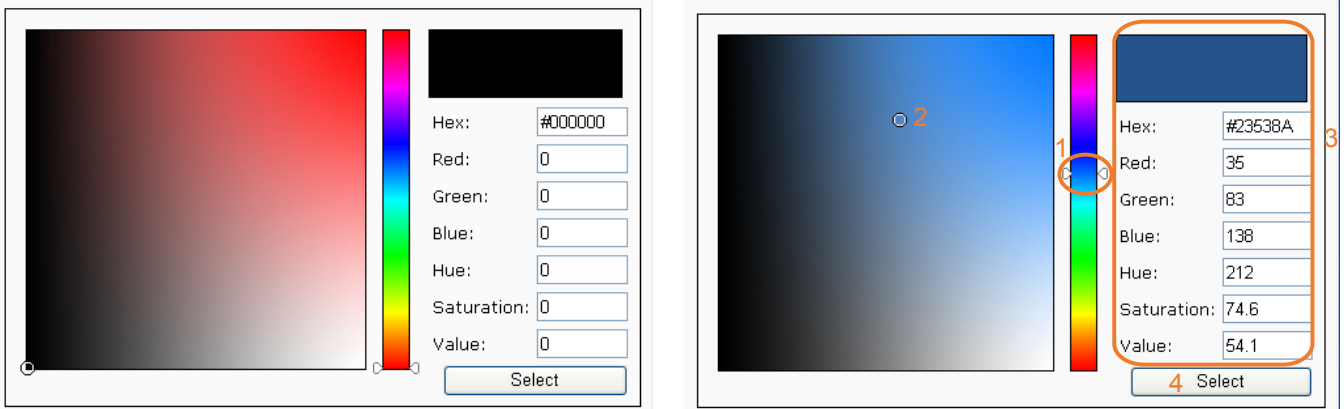 Hex: #000000
Red: 0
Green: 0
Blue: 0
Hue: 0
Saturation: 0
Value: 0
Select
2
1
3
Hex: #23538A
Red: 35
Green: 83
Blue: 138
Hue: 212
Saturation: 74.6
Value: 54.1
4 Select